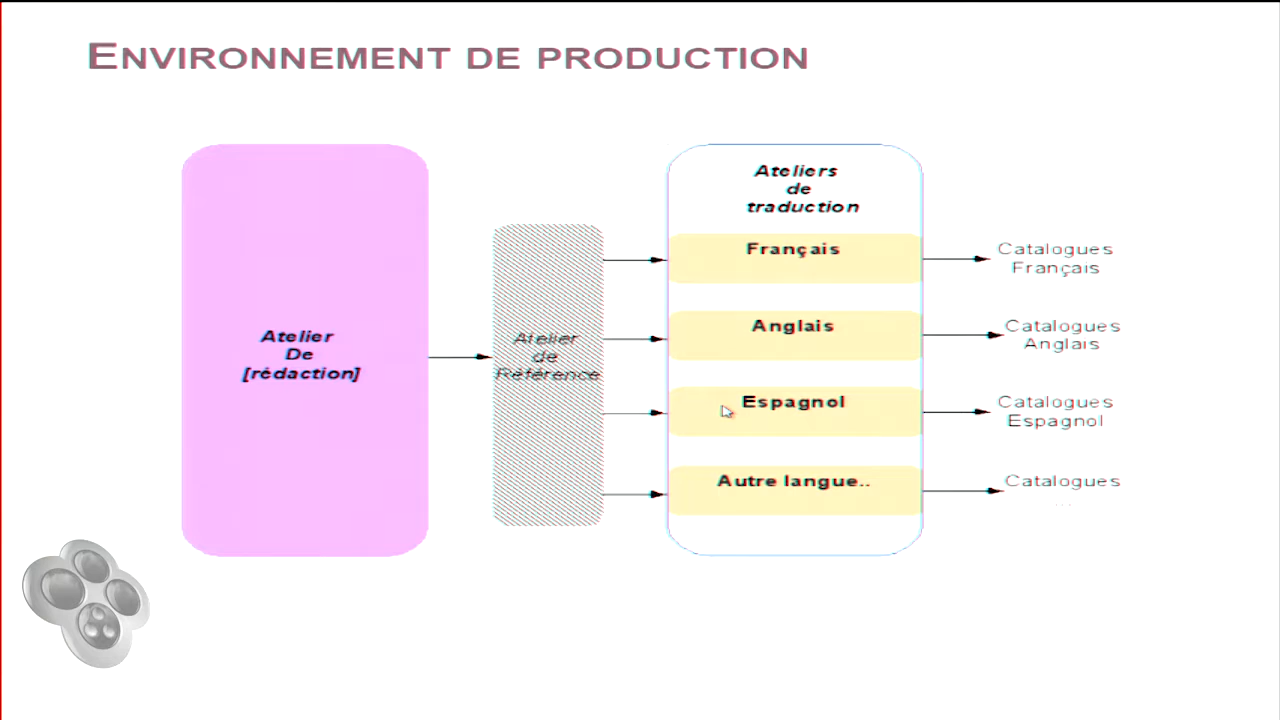 ENVIRONNEMENT DE PRODUCTION
Atelier
De
[rédaction]
Atelier
de
Référence
Ateliers
de
traduction
Français
Anglais
Espagnol
Autre langue..
Catalogues
Français
Catalogues
Anglais
Catalogues
Espagnol
Catalogues
...